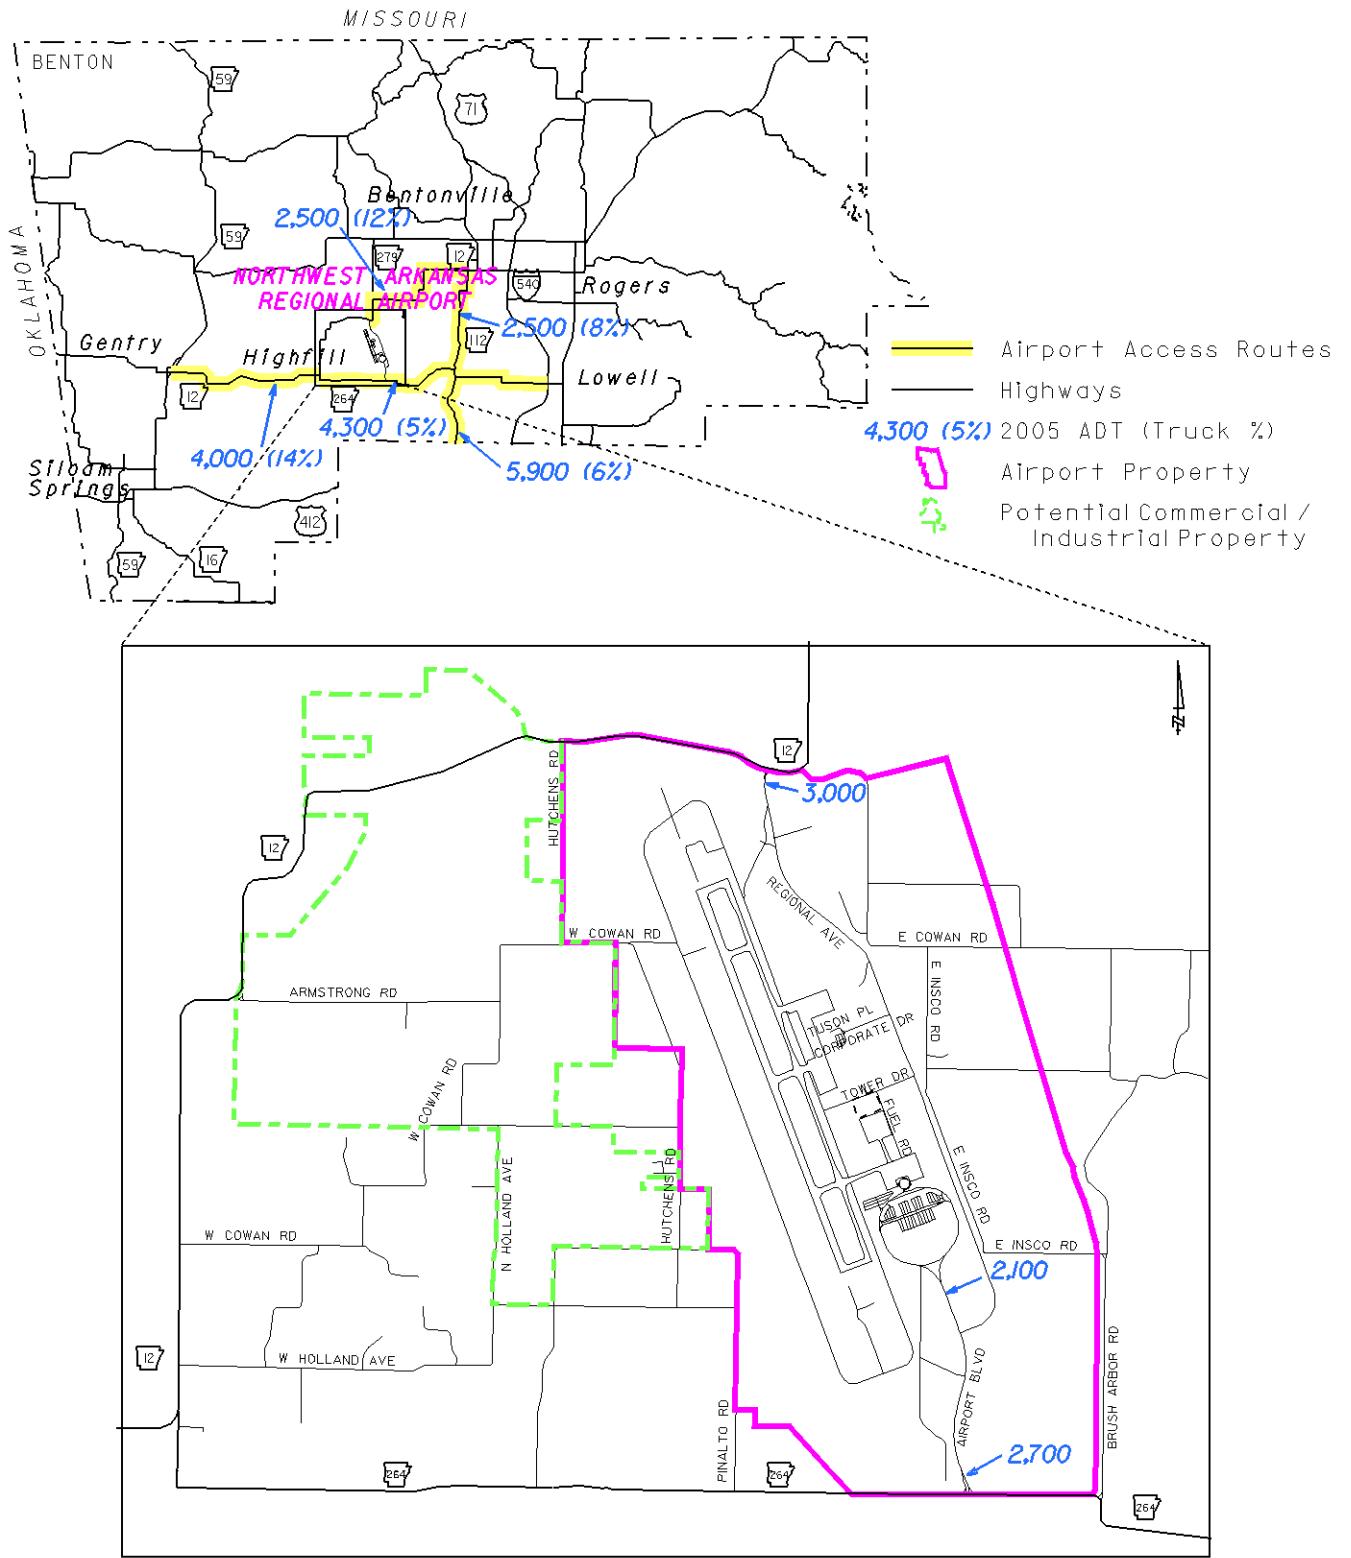 MISSOURI
BENTON
59
71
Bentonville
2,500 (12%)
59
279
12
OKLAHOMA
NORTHWEST ARKANSAS
REGIONAL AIRPORT
540
Rogers
2,500 (8%)
112
Gentry
Highfill
Lowell
12
264
4,300 (5%)
4,000 (14%)
5,900 (6%)
Siloam
Springs
412
59
16
Airport Access Routes
Highways
4,300 (5%) 2005 ADT (Truck %)
Airport Property
Potential Commercial /
Industrial Property
N
12
HUTCHENS RD
3,000
12
REGIONAL AVE
W COWAN RD
E COWAN RD
E INSCO RD
ARMSTRONG RD
TUSON PL
CORPORATE DR
W COWAN RD
TOWER DR
FUEL RD
E INSCO RD
N HOLLAND AVE
HUTCHENS RD
W COWAN RD
E INSCO RD
2,100
12
W HOLLAND AVE
AIRPORT BLVD
BRUSH ARBOR RD
PINALTO RD
2,700
264
264
264